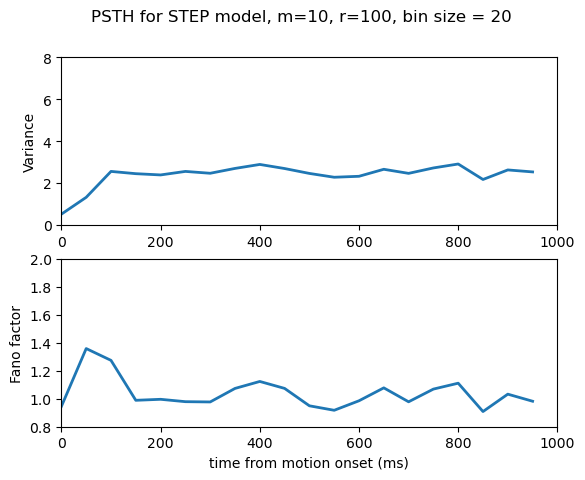 PSTH for STEP model, m=10, r=100, bin size = 20
8
6
4
2
0
Variance
0 200 400 600 800 1000
2.0
1.8
1.6
1.4
1.2
1.0
0.8
Fano factor
0 200 400 600 800 1000
time from motion onset (ms)